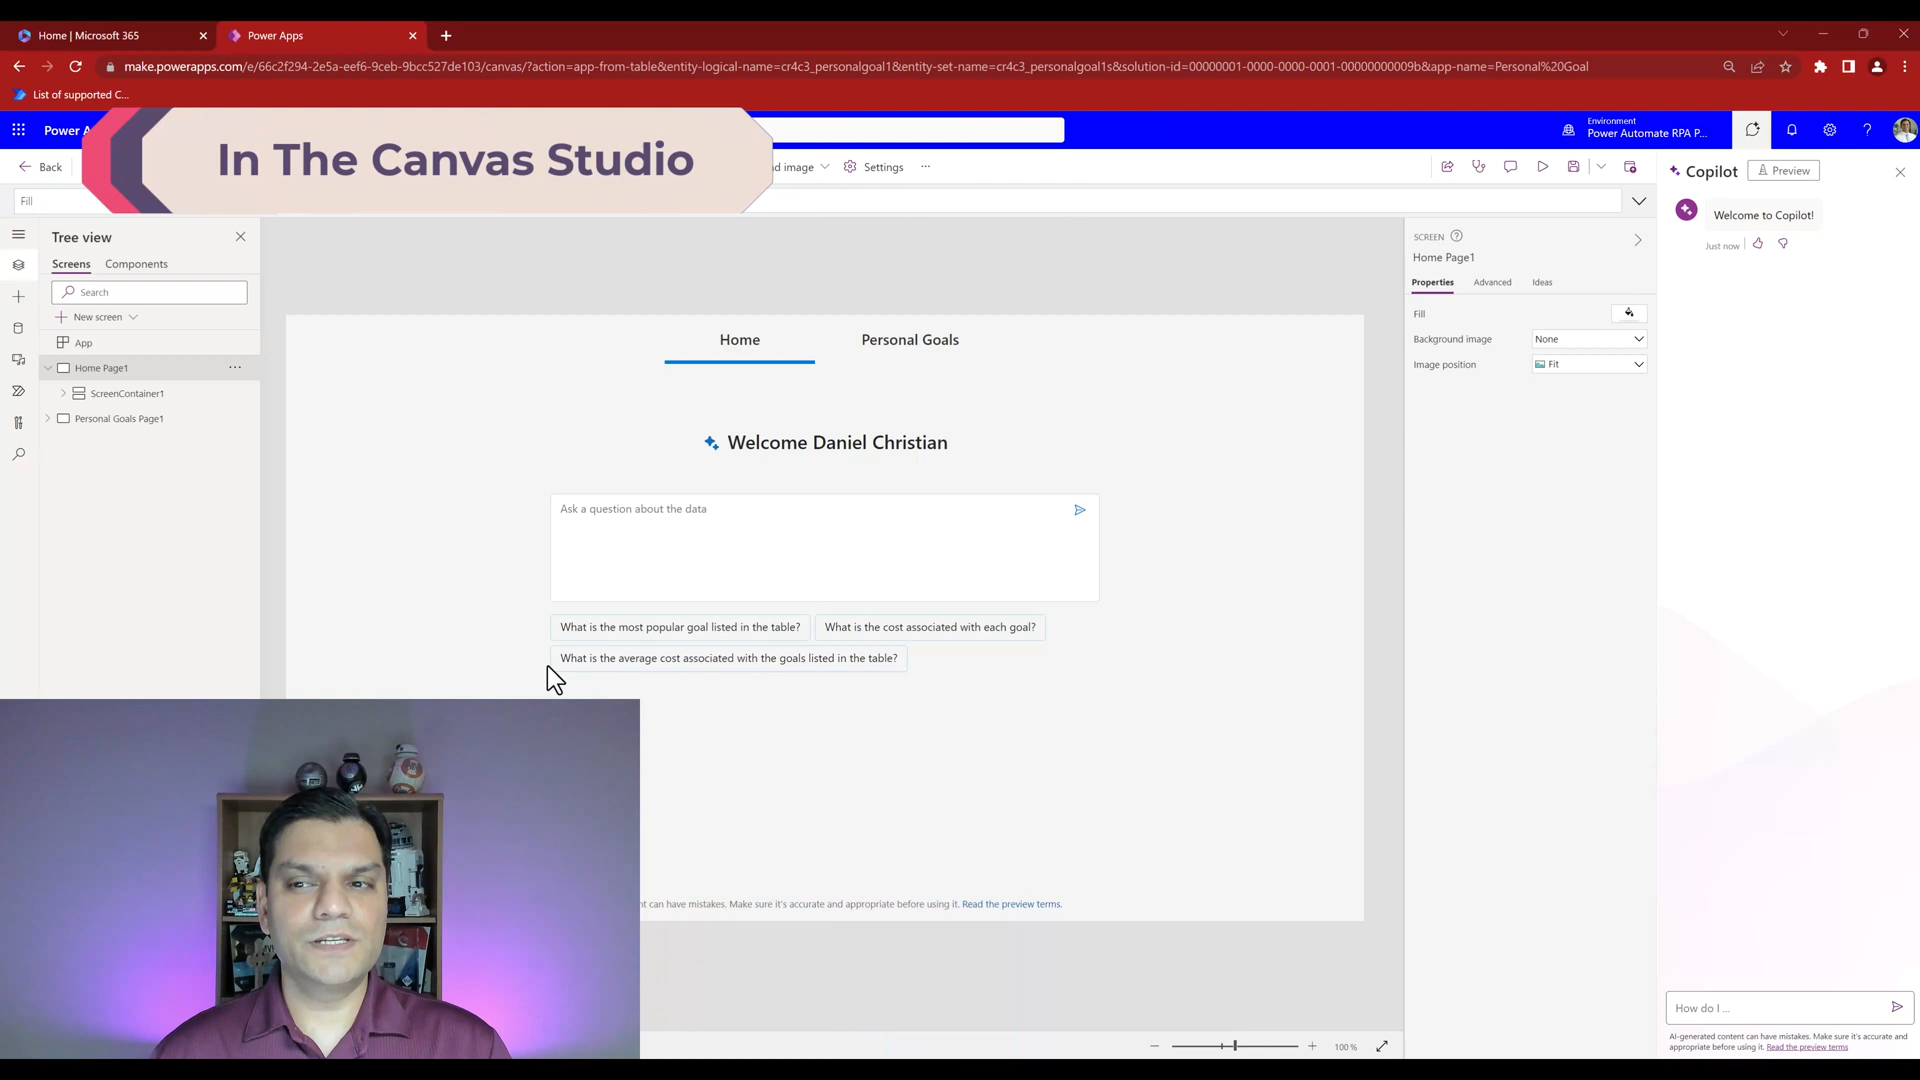 Home | Microsoft 365
Power Apps
make.powerapps.com/e/66c2f294-2e5a-eef6-9ceb-9bcc527de103/canvas/?action=app-from-table&entity-logical-name=cr4c3_personalgoal1&entity-set-name=cr4c3_personalgoal1s&solution-id=00000001-0000-0000-0001-00000000009b&app-name=Personal%20Goal
List of supported C...
Power A
Environment
Power Automate RPA P...
In The Canvas Studio
Back
d image
Settings
Copilot
Preview
Fill
Welcome to Copilot!
Just now
Tree view
Screens
Components
Search
New screen
App
Home Page1
ScreenContainer1
Personal Goals Page1
Home
Personal Goals
Welcome Daniel Christian
Ask a question about the data
What is the most popular goal listed in the table?
What is the cost associated with each goal?
What is the average cost associated with the goals listed in the table?
can have mistakes. Make sure it's accurate and appropriate before using it. Read the preview terms.
100 %
SCREEN
Home Page1
Properties
Advanced
Ideas
Fill
Background image
None
Image position
Fit
How do I ...
AI-generated content can have mistakes. Make sure it's accurate and
appropriate before using it. Read the preview terms